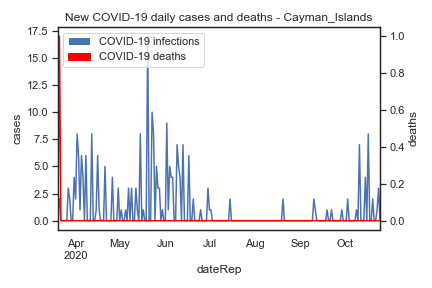 New COVID-19 daily cases and deaths - Cayman_Islands
COVID-19 infections
COVID-19 deaths
17.5
15.0
12.5
10.0
7.5
5.0
2.5
0.0
cases
1.0
0.8
0.6
0.4
0.2
0.0
deaths
Apr May Jun Jul Aug Sep Oct
2020
dateRep